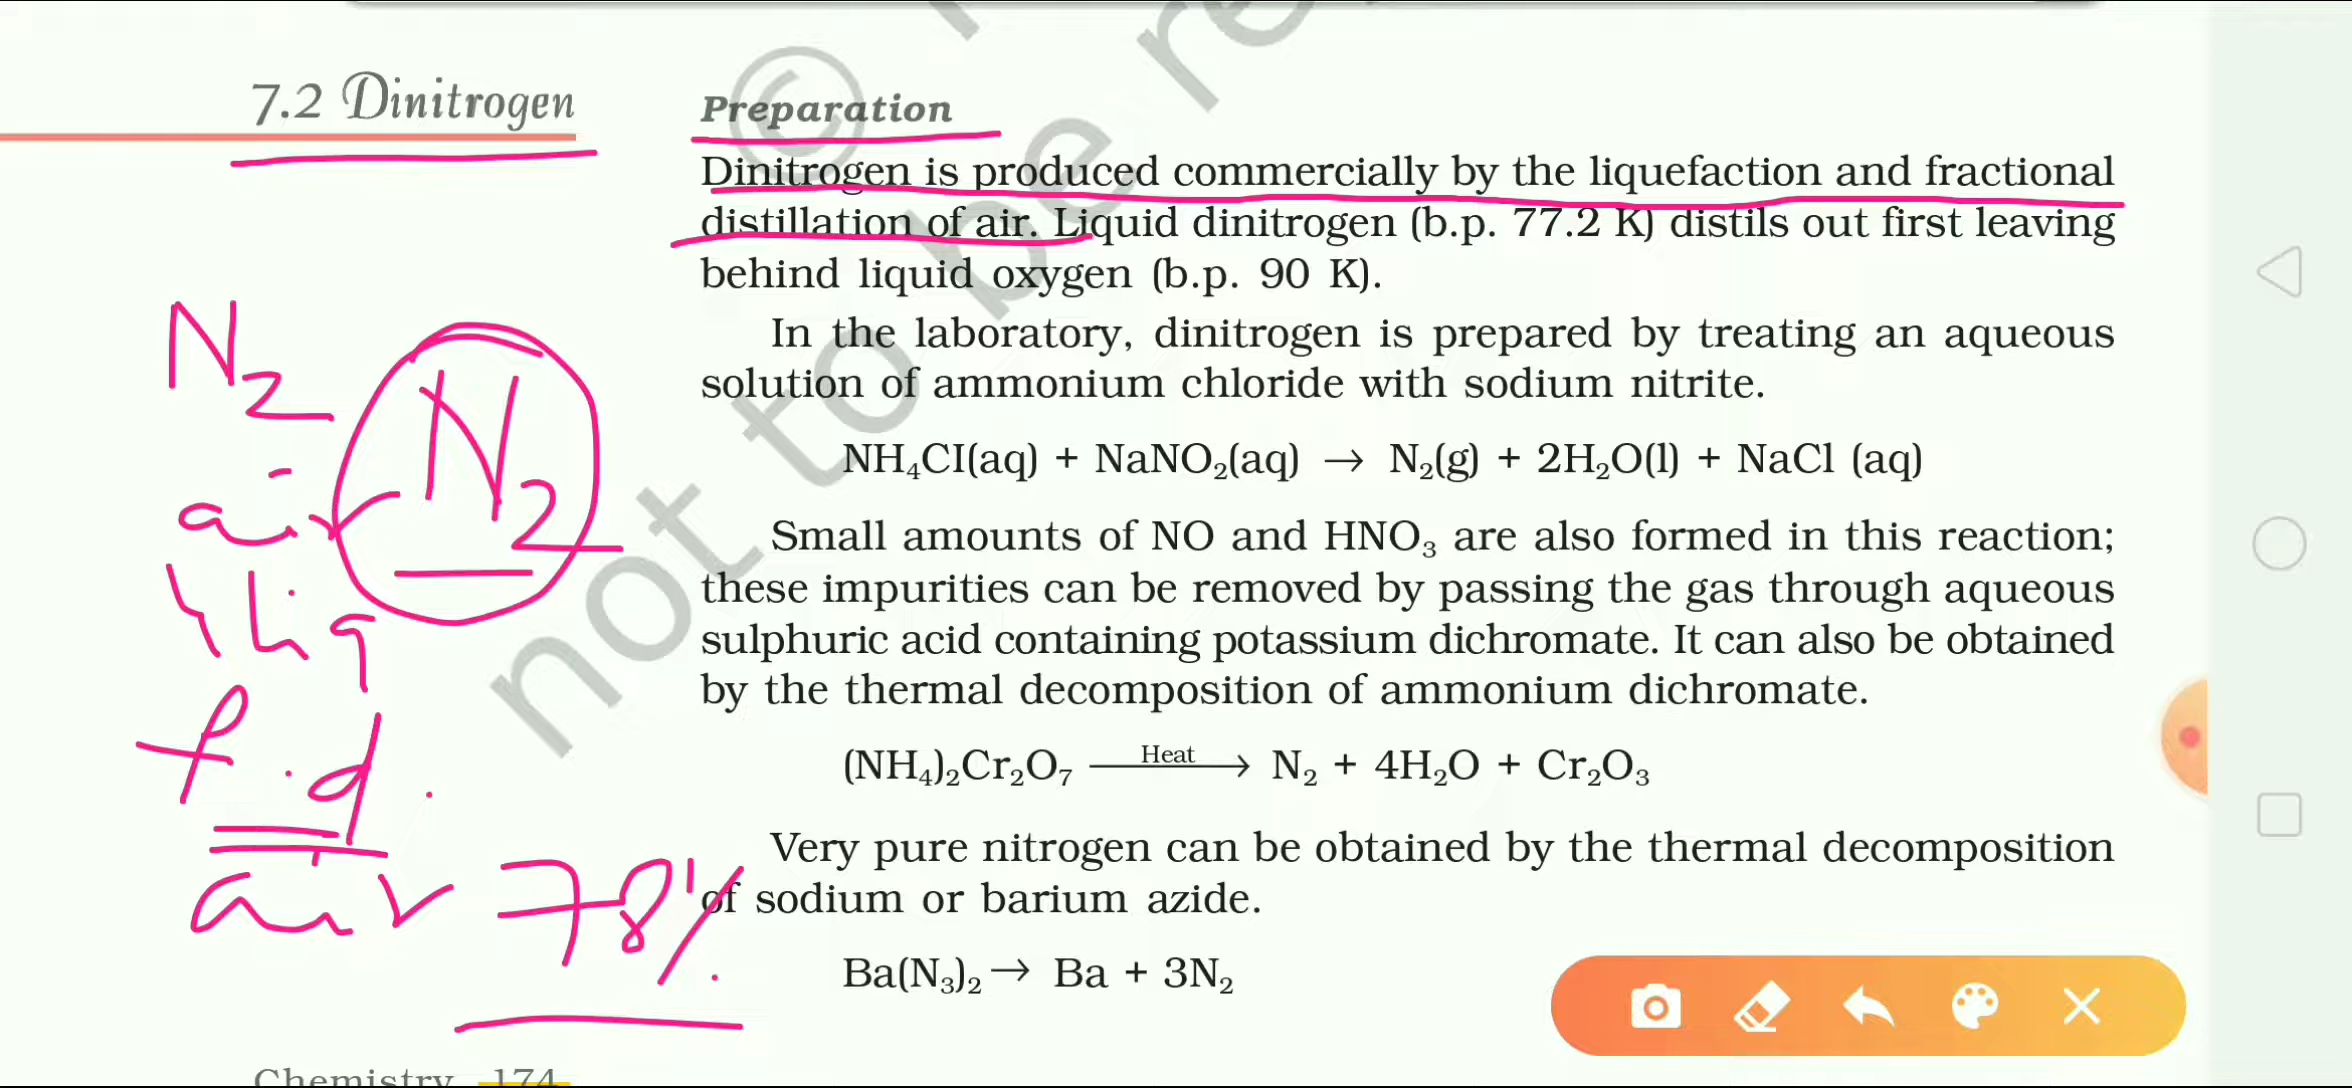 7.2 Dinitrogen
Preparation
Dinitrogen is produced commercially by the liquefaction and fractional
distillation of air. Liquid dinitrogen (b.p. 77.2 K) distils out first leaving
behind liquid oxygen (b.p. 90 K).
In the laboratory, dinitrogen is prepared by treating an aqueous
solution of ammonium chloride with sodium nitrite.
NH₄CI(aq) + NaNO₂(aq) → N₂(g) + 2H₂O(l) + NaCl (aq)
Small amounts of NO and HNO₃ are also formed in this reaction;
these impurities can be removed by passing the gas through aqueous
sulphuric acid containing potassium dichromate. It can also be obtained
by the thermal decomposition of ammonium dichromate.
Heat
(NH₄)₂Cr₂O₇ ⟶ N₂ + 4H₂O + Cr₂O₃
Very pure nitrogen can be obtained by the thermal decomposition
of sodium or barium azide.
Ba(N₃)₂ → Ba + 3N₂
N₂
N₂
air
liq
f.d.
air 78%.
Chemistry 174
©
not to be re